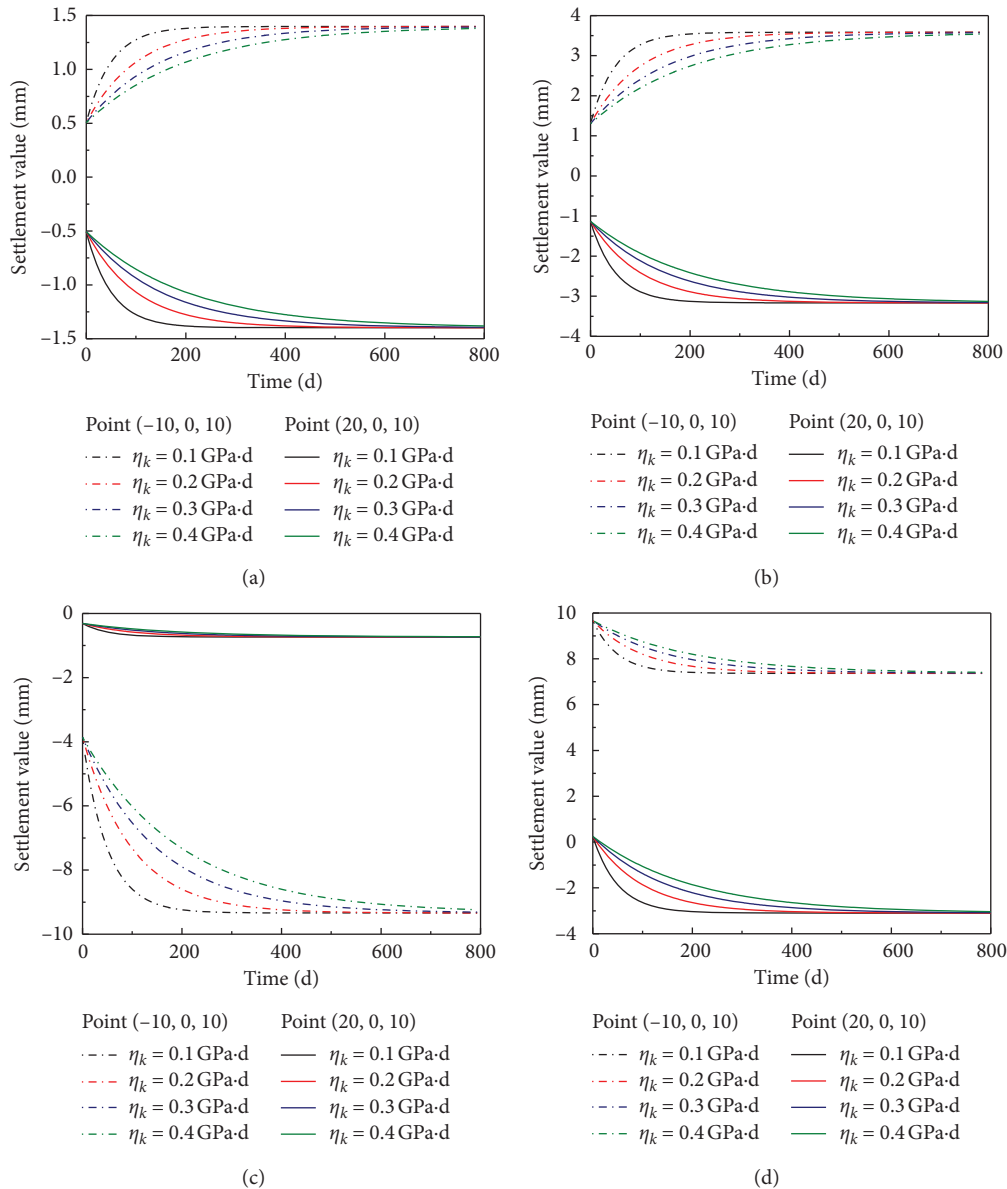 1.5
1.0
0.5
0.0
−0.5
−1.0
−1.5
Settlement value (mm)
0 200 400 600 800
Time (d)
Point (−10, 0, 10) Point (20, 0, 10)
ηk = 0.1 GPa·d ηk = 0.1 GPa·d
ηk = 0.2 GPa·d ηk = 0.2 GPa·d
ηk = 0.3 GPa·d ηk = 0.3 GPa·d
ηk = 0.4 GPa·d ηk = 0.4 GPa·d
(a)
4
3
2
1
0
−1
−2
−3
−4
Settlement value (mm)
0 200 400 600 800
Time (d)
Point (−10, 0, 10) Point (20, 0, 10)
ηk = 0.1 GPa·d ηk = 0.1 GPa·d
ηk = 0.2 GPa·d ηk = 0.2 GPa·d
ηk = 0.3 GPa·d ηk = 0.3 GPa·d
ηk = 0.4 GPa·d ηk = 0.4 GPa·d
(b)
0
−2
−4
−6
−8
−10
Settlement value (mm)
0 200 400 600 800
Time (d)
Point (−10, 0, 10) Point (20, 0, 10)
ηk = 0.1 GPa·d ηk = 0.1 GPa·d
ηk = 0.2 GPa·d ηk = 0.2 GPa·d
ηk = 0.3 GPa·d ηk = 0.3 GPa·d
ηk = 0.4 GPa·d ηk = 0.4 GPa·d
(c)
10
8
6
4
2
0
−2
−4
Settlement value (mm)
0 200 400 600 800
Time (d)
Point (−10, 0, 10) Point (20, 0, 10)
ηk = 0.1 GPa·d ηk = 0.1 GPa·d
ηk = 0.2 GPa·d ηk = 0.2 GPa·d
ηk = 0.3 GPa·d ηk = 0.3 GPa·d
ηk = 0.4 GPa·d ηk = 0.4 GPa·d
(d)